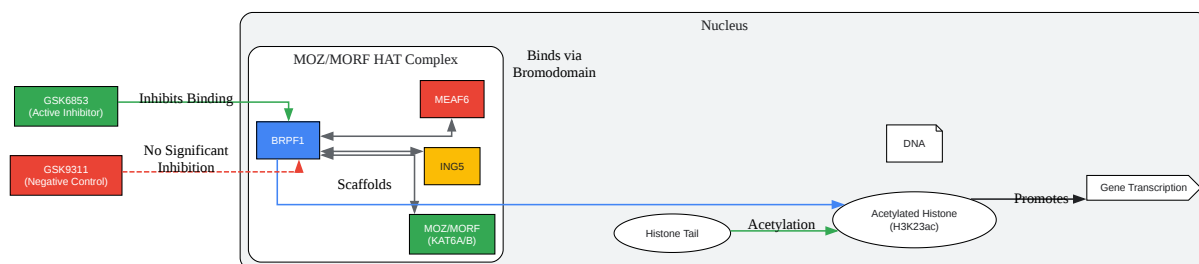 Nucleus
MOZ/MORF HAT Complex
Binds via
Bromodomain
GSK6853
(Active Inhibitor)
Inhibits Binding
MEAF6
BRPF1
DNA
GSK9311
(Negative Control)
No Significant
Inhibition
ING5
Scaffolds
Gene Transcription
Promotes
MOZ/MORF
(KAT6A/B)
Histone Tail
Acetylation
Acetylated Histone
(H3K23ac)